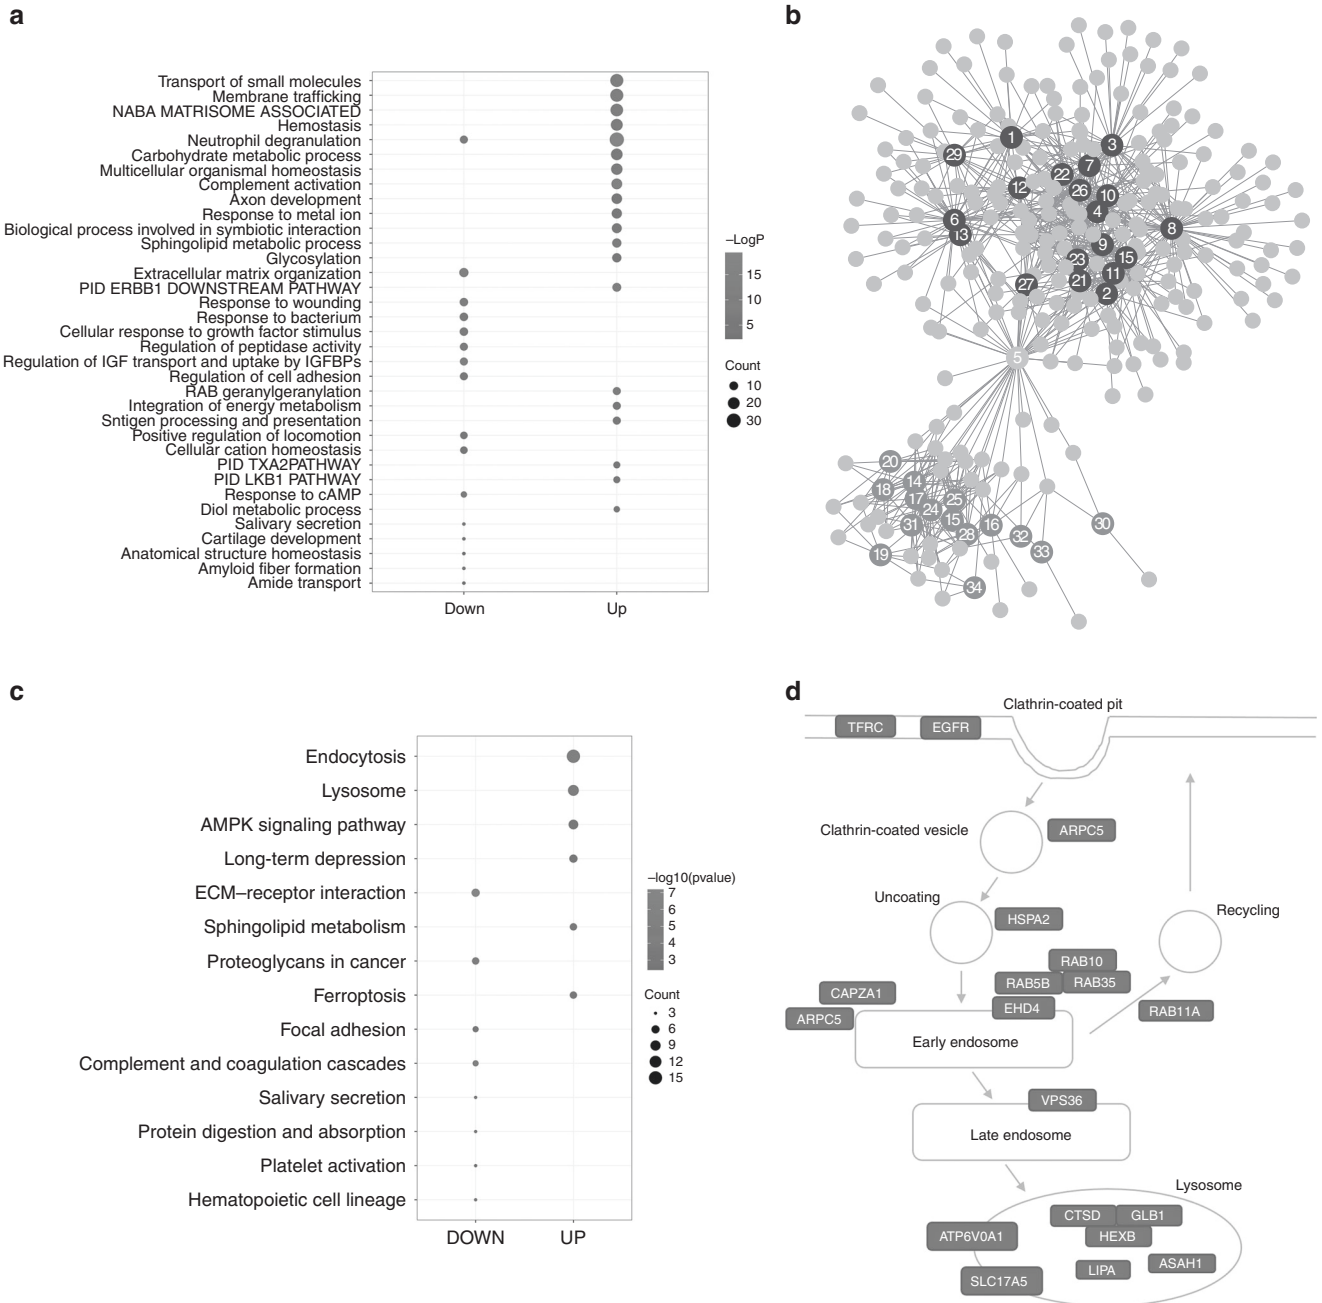 a
Transport of small molecules
Membrane trafficking
NABA MATRISOME ASSOCIATED
Hemostasis
Neutrophil degranulation
Carbohydrate metabolic process
Multicellular organismal homeostasis
Complement activation
Axon development
Response to metal ion
Biological process involved in symbiotic interaction
Sphingolipid metabolic process
Glycosylation
Extracellular matrix organization
PID ERBB1 DOWNSTREAM PATHWAY
Response to wounding
Response to bacterium
Cellular response to growth factor stimulus
Regulation of peptidase activity
Regulation of IGF transport and uptake by IGFBPs
Regulation of cell adhesion
RAB geranylgeranylation
Integration of energy metabolism
Sntigen processing and presentation
Positive regulation of locomotion
Cellular cation homeostasis
PID TXA2PATHWAY
PID LKB1 PATHWAY
Response to cAMP
Diol metabolic process
Salivary secretion
Cartilage development
Anatomical structure homeostasis
Amyloid fiber formation
Amide transport
Down Up
–LogP
15
10
5
Count
10
20
30
b
1
3
29
7
22
12
26
10
4
6
13
8
9
23
15
11
27
21
2
5
20
14
18
17
25
24
15
31
16
28
30
32
33
19
34
c
Endocytosis
Lysosome
AMPK signaling pathway
Long-term depression
ECM–receptor interaction
Sphingolipid metabolism
Proteoglycans in cancer
Ferroptosis
Focal adhesion
Complement and coagulation cascades
Salivary secretion
Protein digestion and absorption
Platelet activation
Hematopoietic cell lineage
DOWN UP
–log10(pvalue)
7
6
5
4
3
Count
3
6
9
12
15
d
Clathrin-coated pit
TFRC EGFR
Clathrin-coated vesicle
ARPC5
Uncoating
HSPA2
Recycling
RAB10
RAB5B RAB35
CAPZA1
EHD4
RAB11A
ARPC5
Early endosome
VPS36
Late endosome
Lysosome
CTSD GLB1
ATP6V0A1
HEXB
ASAH1
LIPA
SLC17A5